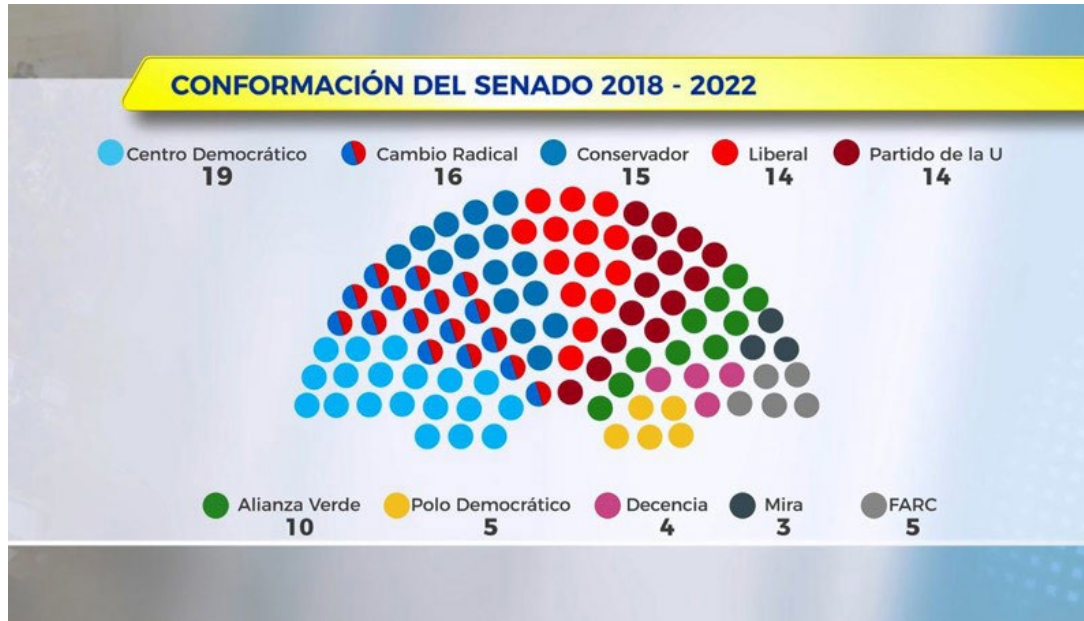 CONFORMACIÓN DEL SENADO 2018 - 2022
Centro Democrático Cambio Radical Conservador Liberal Partido de la U
19 16 15 14 14
Alianza Verde Polo Democrático Decencia Mira FARC
10 5 4 3 5